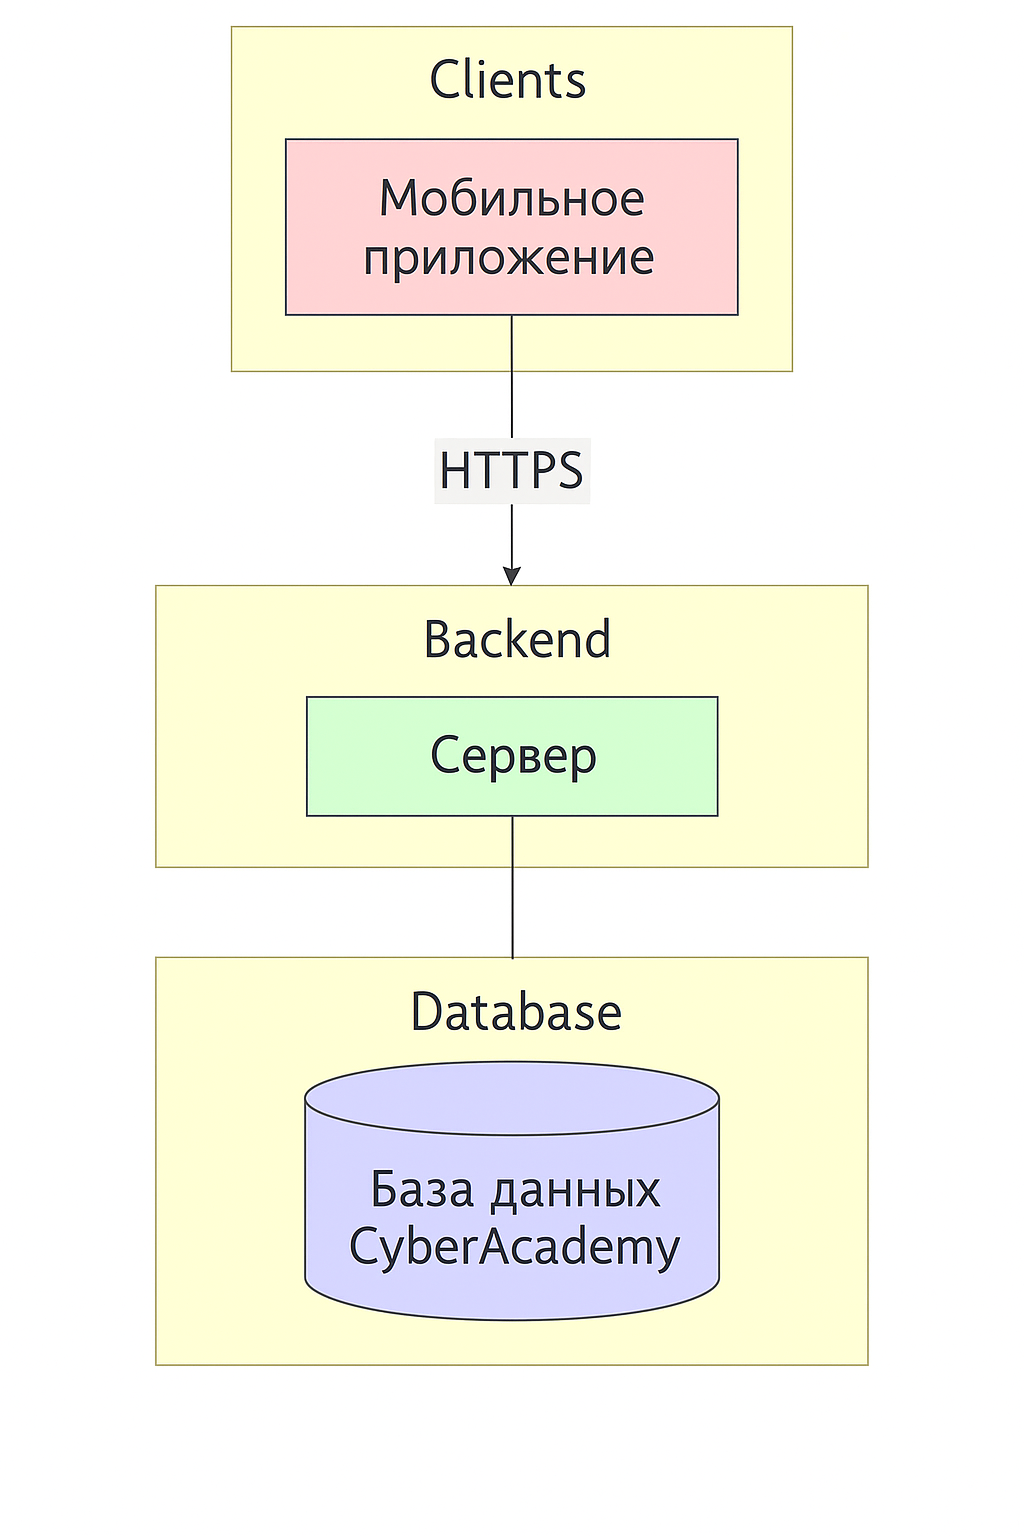 Clients
Мобильное
приложение
HTTPS
Backend
Сервер
Database
База данных
CyberAcademy